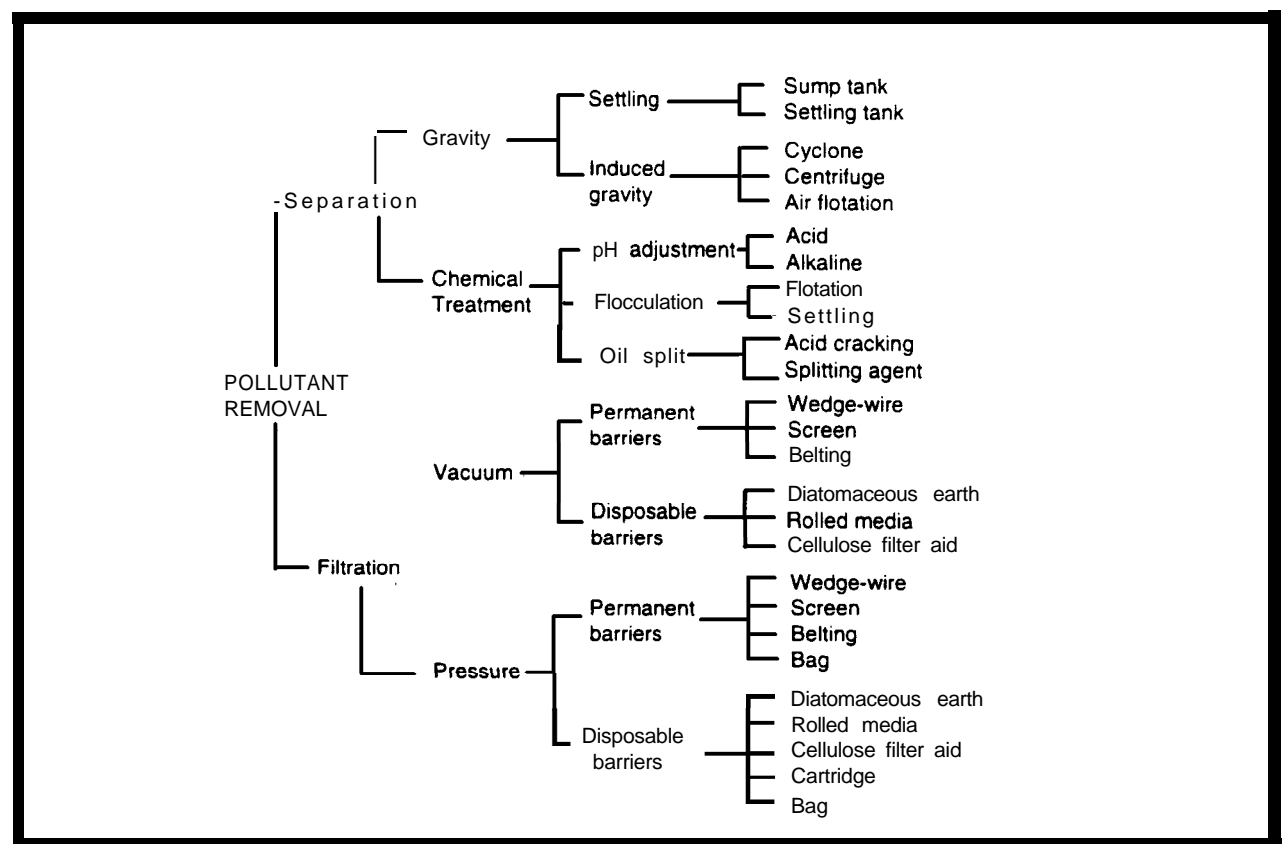 Sump tank
Settling
Settling tank
Gravity
Cyclone
Induced
gravity
Centrifuge
Air flotation
-Separation
Acid
pH adjustment
Alkaline
Chemical
Treatment
Flotation
Flocculation
Settling
Acid cracking
Oil split
Splitting agent
POLLUTANT
REMOVAL
Wedge-wire
Permanent
barriers
Screen
Belting
Vacuum
Diatomaceous earth
Disposable
barriers
Rolled media
Cellulose filter aid
Filtration
Wedge-wire
Permanent
barriers
Screen
Belting
Bag
Pressure
Diatomaceous earth
Rolled media
Disposable
barriers
Cellulose filter aid
Cartridge
Bag